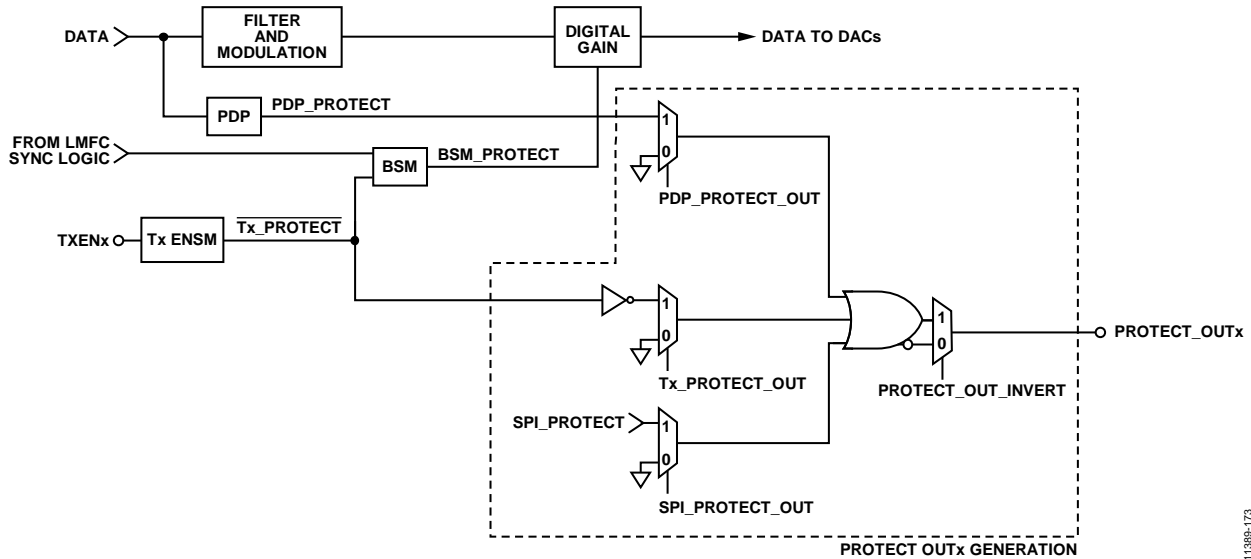 DATA
FILTER
AND
MODULATION
DIGITAL
GAIN
DATA TO DACs
PDP
PDP_PROTECT
1
0
PDP_PROTECT_OUT
FROM LMFC
SYNC LOGIC
BSM
BSM_PROTECT
TXENx
Tx ENSM
Tx_PROTECT
1
0
Tx_PROTECT_OUT
1
0
PROTECT_OUTx
PROTECT_OUT_INVERT
SPI_PROTECT
1
0
SPI_PROTECT_OUT
PROTECT OUTx GENERATION
11389-173